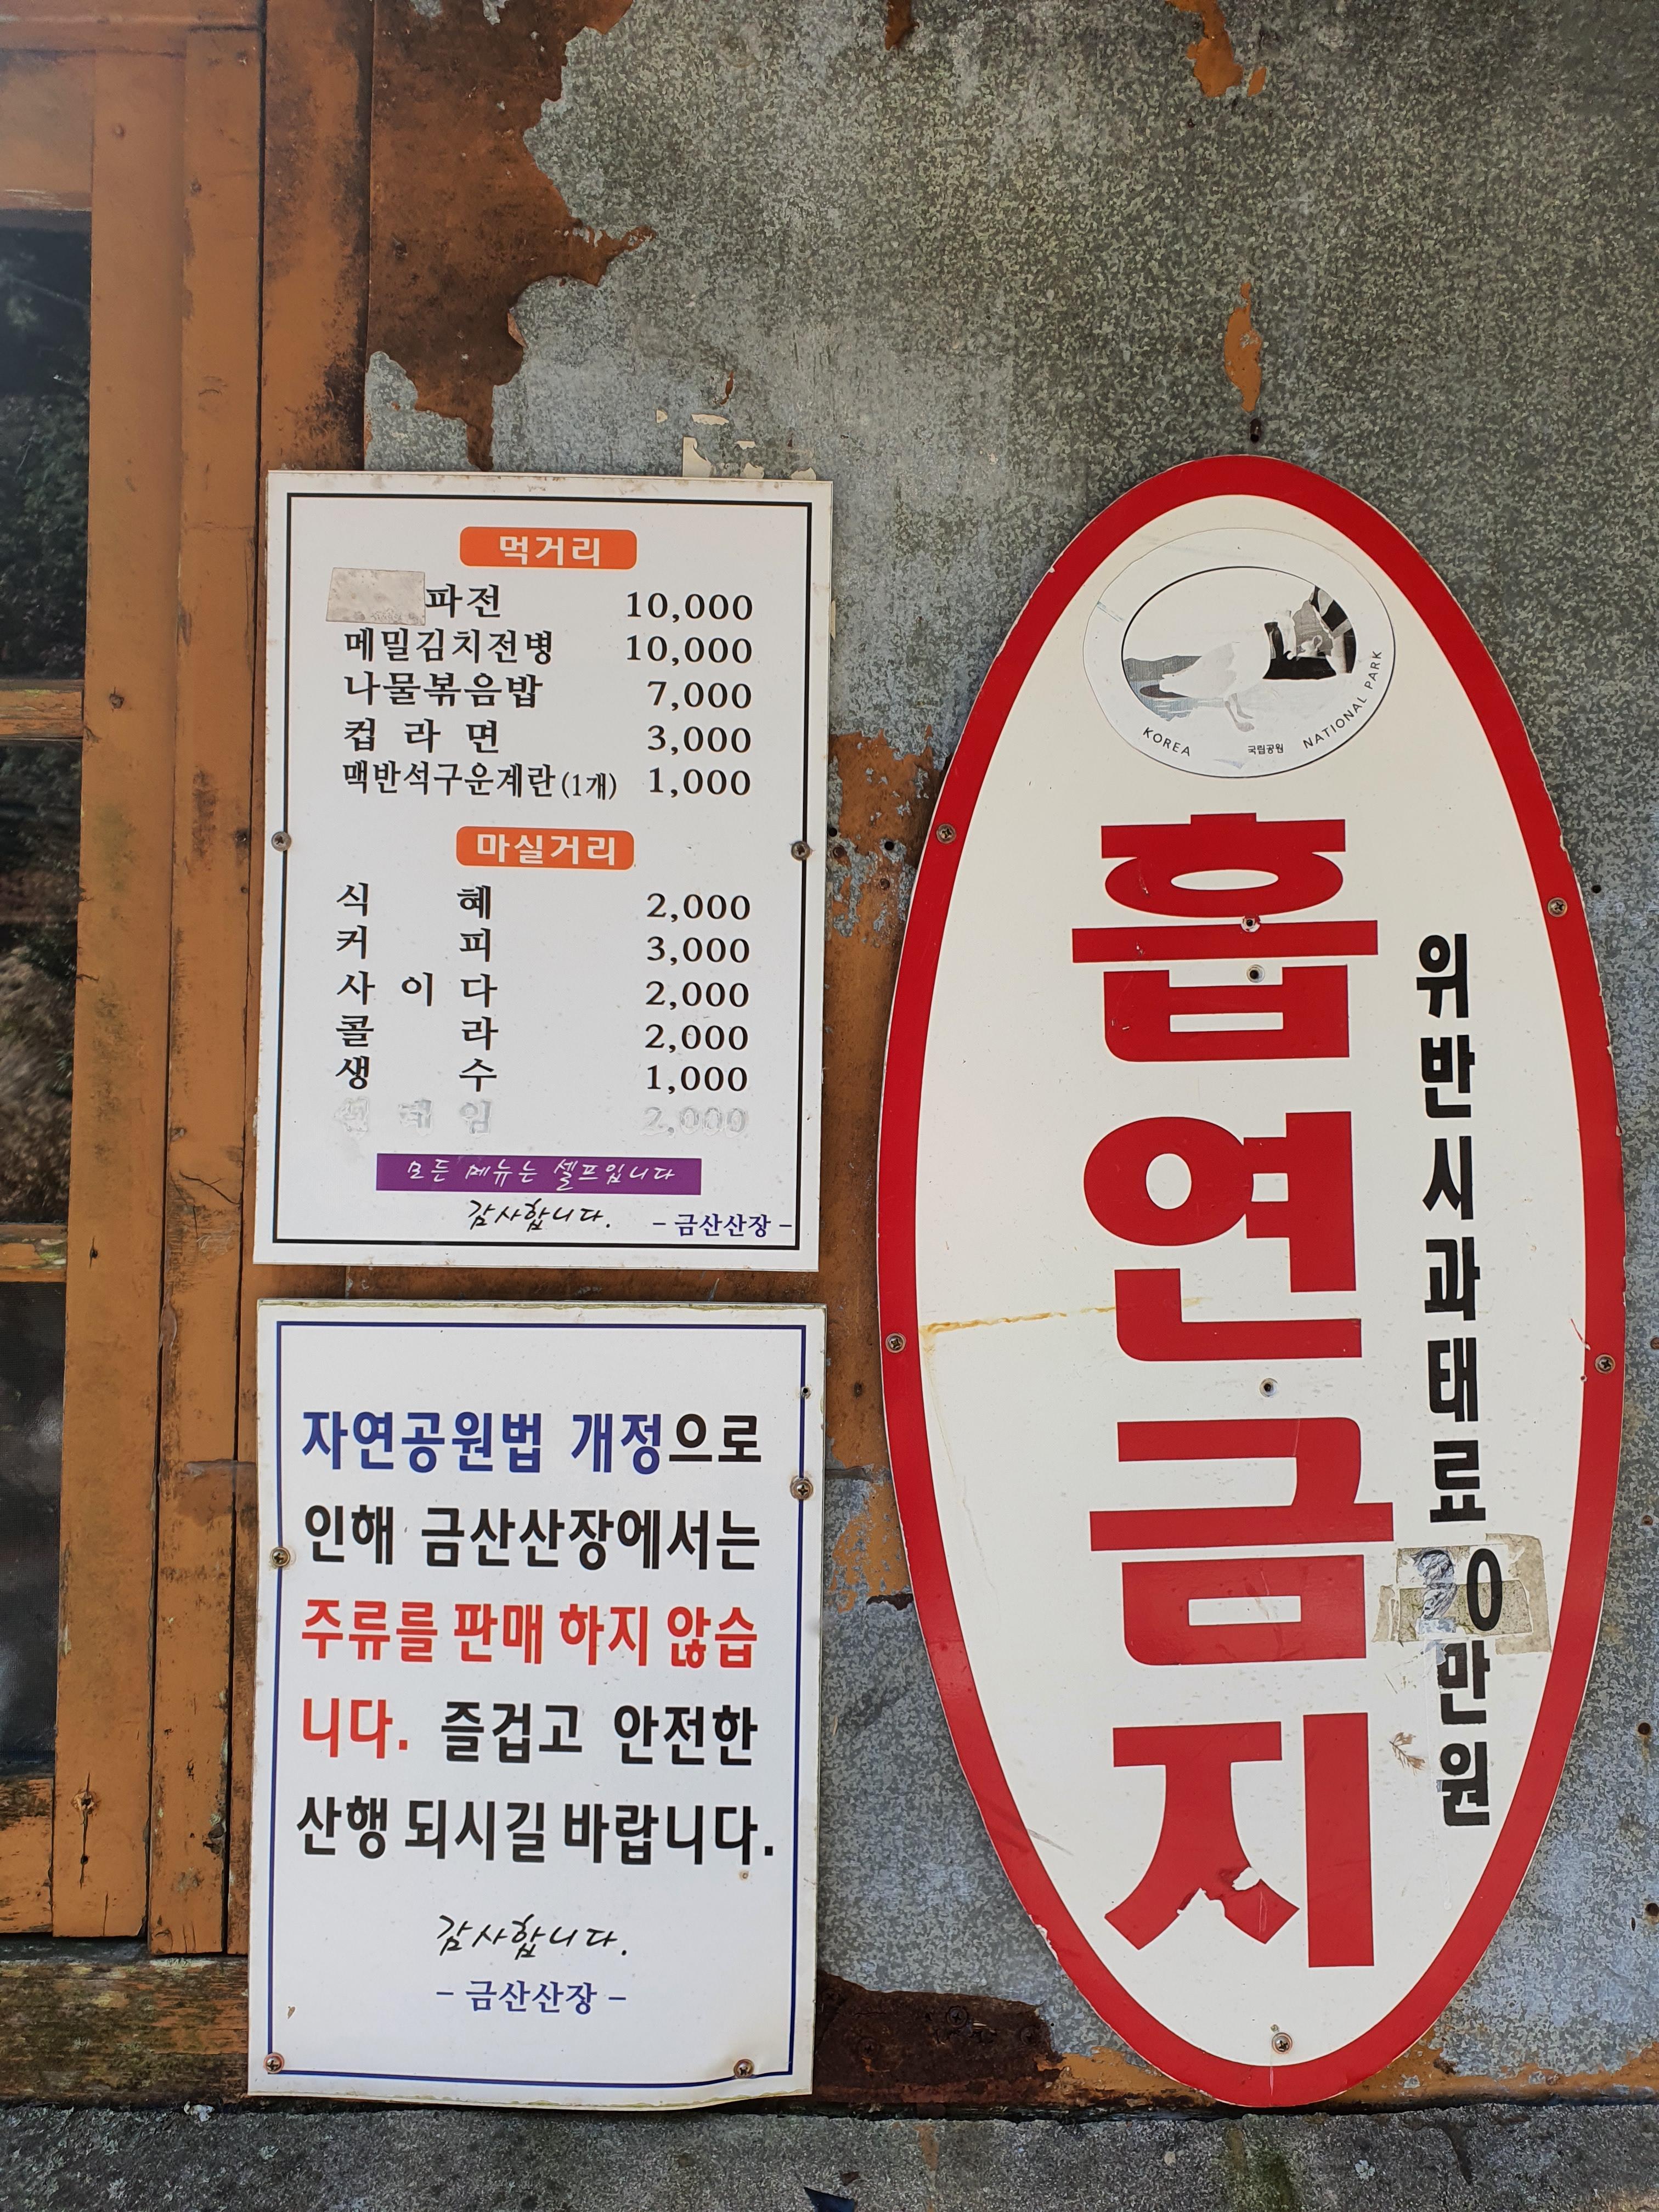 먹거리
파전 10,000
메밀김치전병 10,000
나물볶음밥 7,000
컵라면 3,000
맥반석구운계란(1개) 1,000
마실거리
식혜 2,000
커피 3,000
사이다 2,000
콜라 2,000
생수 1,000
2,000
모든 메뉴는 셀프입니다
감사합니다.
-금산산장-
자연공원법 개정으로
인해 금산산장에서는
주류를 판매 하지 않습
니다. 즐겁고 안전한
산행 되시길 바랍니다.
감사합니다.
-금산산장-
KOREA 국립공원 NATIONAL PARK
흡연금지
위반시과태료20만원